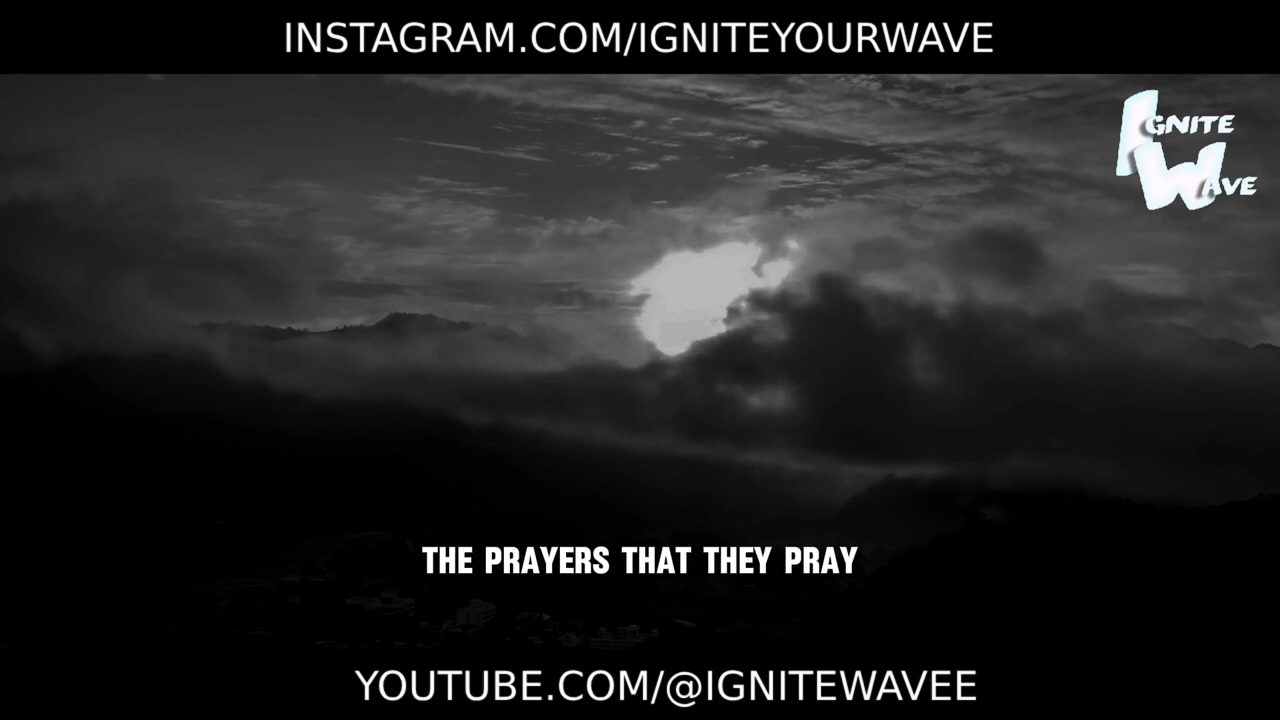 INSTAGRAM.COM/IGNITEYOURWAVE
IGNITE
WAVE
THE PRAYERS THAT THEY PRAY
YOUTUBE.COM/@IGNITEWAVEE